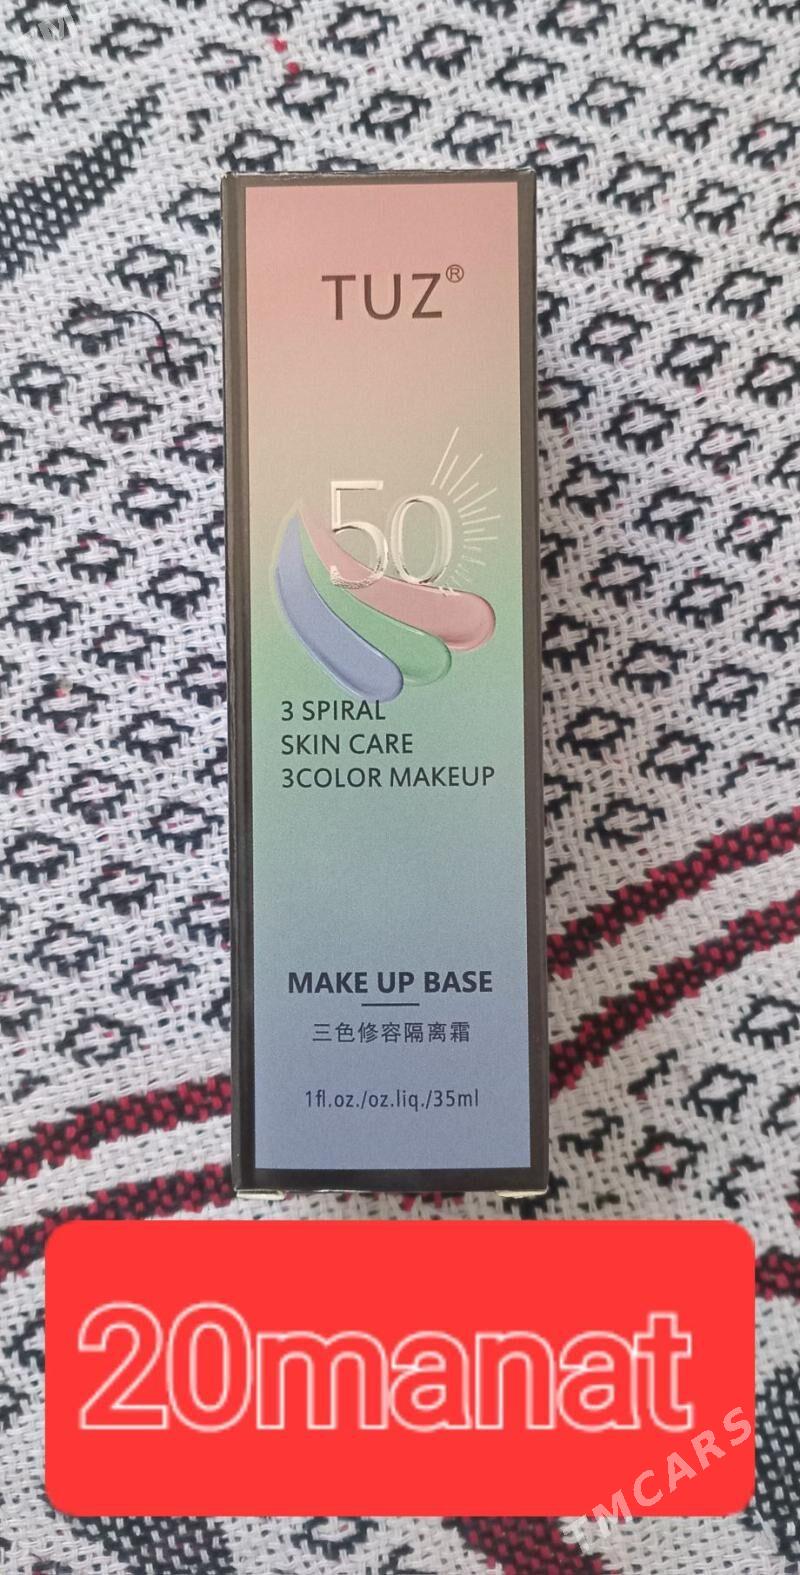 TUZ®
50
3 SPIRAL
SKIN CARE
3COLOR MAKEUP
MAKE UP BASE
三色修容隔离霜
1fl.oz./oz.liq./35ml
20manat
TMCARS